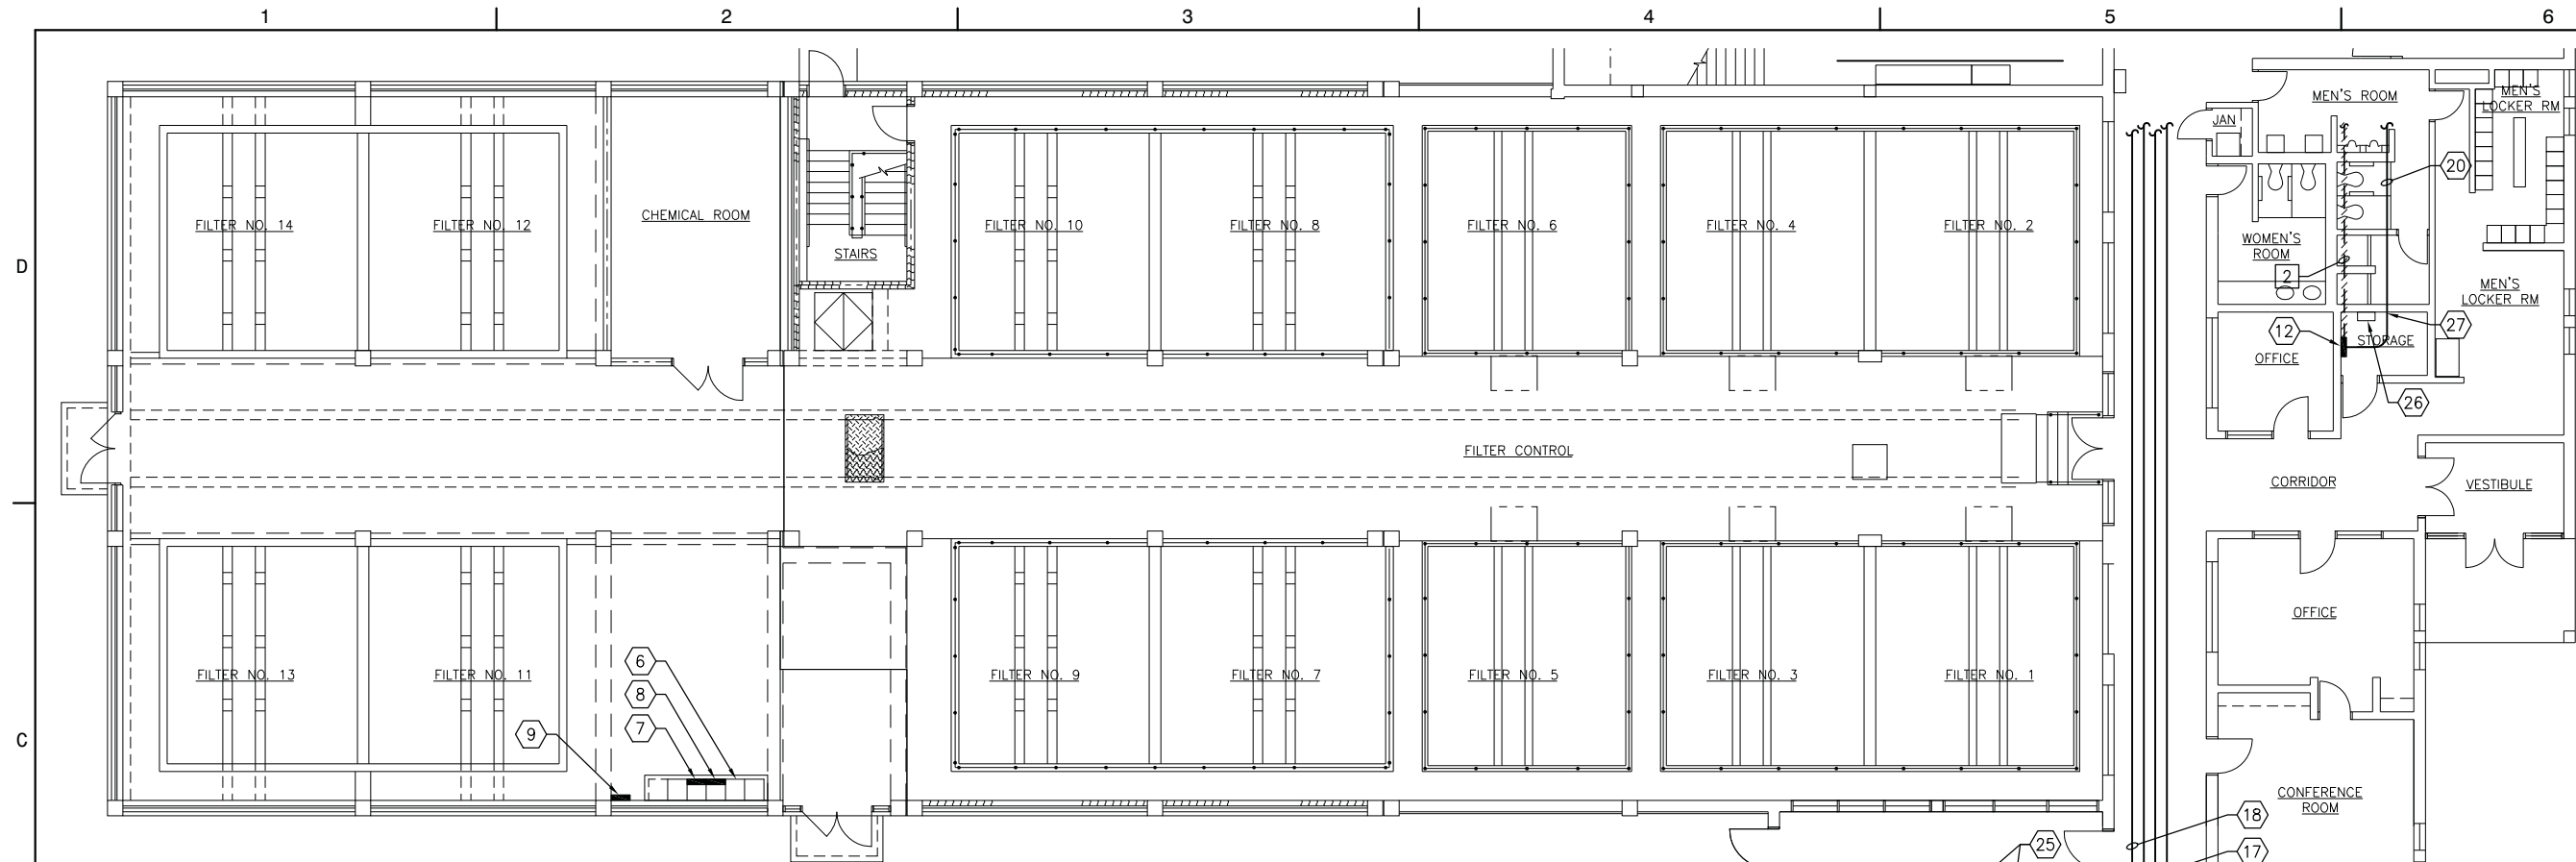 1 2 3 4 5 6
MEN'S ROOM
MEN'S
LOCKER RM
JAN
20
FILTER NO. 14
FILTER NO. 12
CHEMICAL ROOM
STAIRS
FILTER NO. 10
FILTER NO. 8
FILTER NO. 6
FILTER NO. 4
FILTER NO. 2
WOMEN'S
ROOM
2
D
MEN'S
LOCKER RM
12
27
STORAGE
OFFICE
26
FILTER CONTROL
CORRIDOR
VESTIBULE
OFFICE
FILTER NO. 13
FILTER NO. 11
6
8
7
9
FILTER NO. 9
FILTER NO. 7
FILTER NO. 5
FILTER NO. 3
FILTER NO. 1
C
CONFERENCE
ROOM
18
25
17